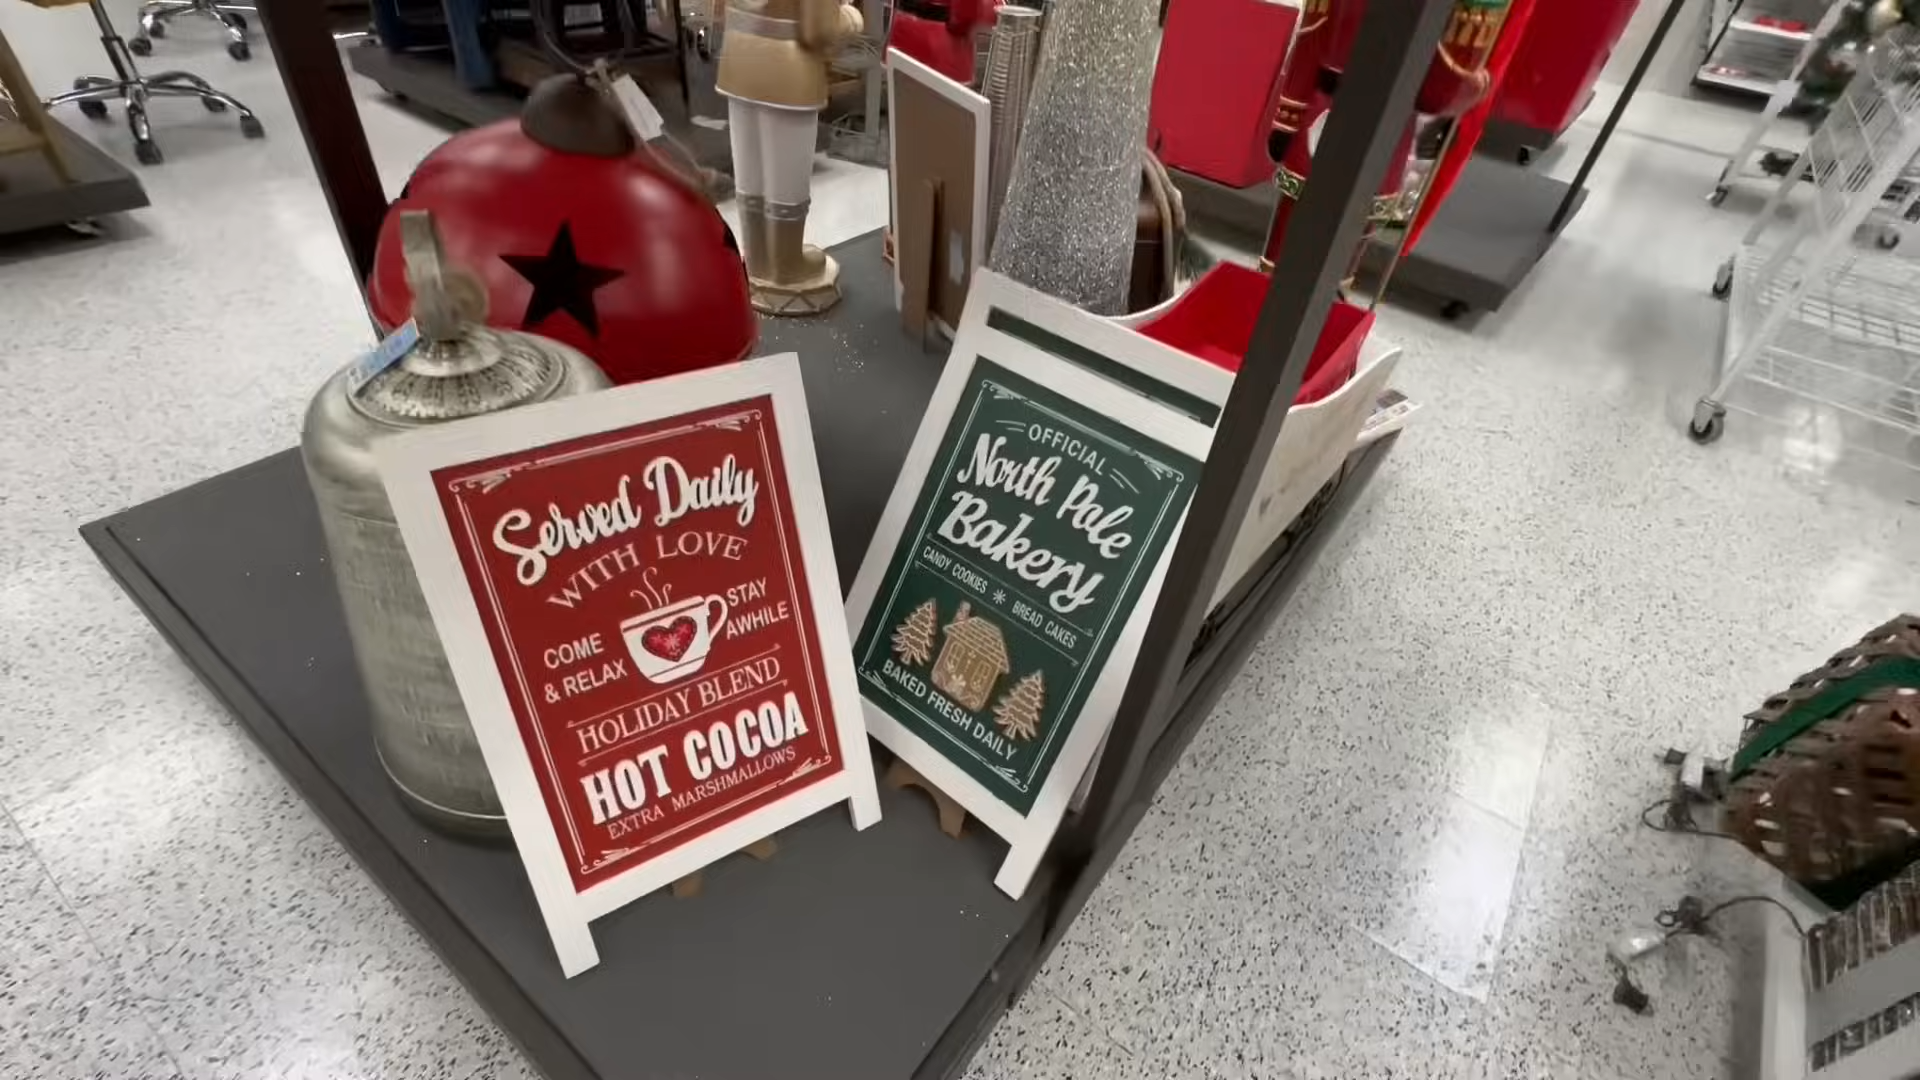 Served Daily
WITH LOVE
COME
& RELAX
STAY
AWHILE
HOLIDAY BLEND
HOT COCOA
EXTRA MARSHMALLOWS
OFFICIAL
North Pole
Bakery
CANDY COOKIES * BREAD CAKES
BAKED FRESH DAILY